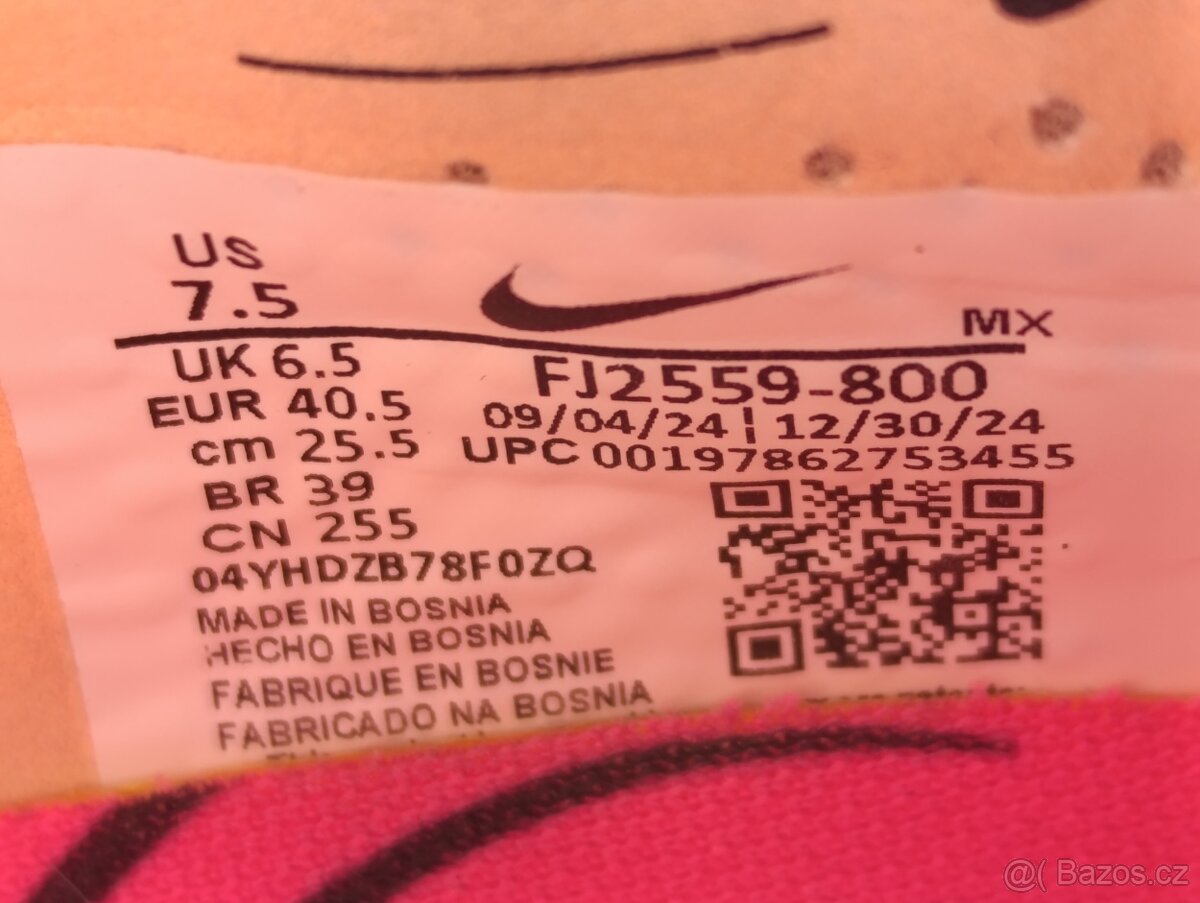 US
7.5
MX
UK 6.5
EUR 40.5
cm 25.5
BR 39
CN 255
04YHDZB78F0ZQ
MADE IN BOSNIA
HECHO EN BOSNIA
FABRIQUE EN BOSNIE
FABRICADO NA BOSNIA
FJ2559-800
09/04/24 | 12/30/24
UPC 00197862753455
@( Bazos.cz